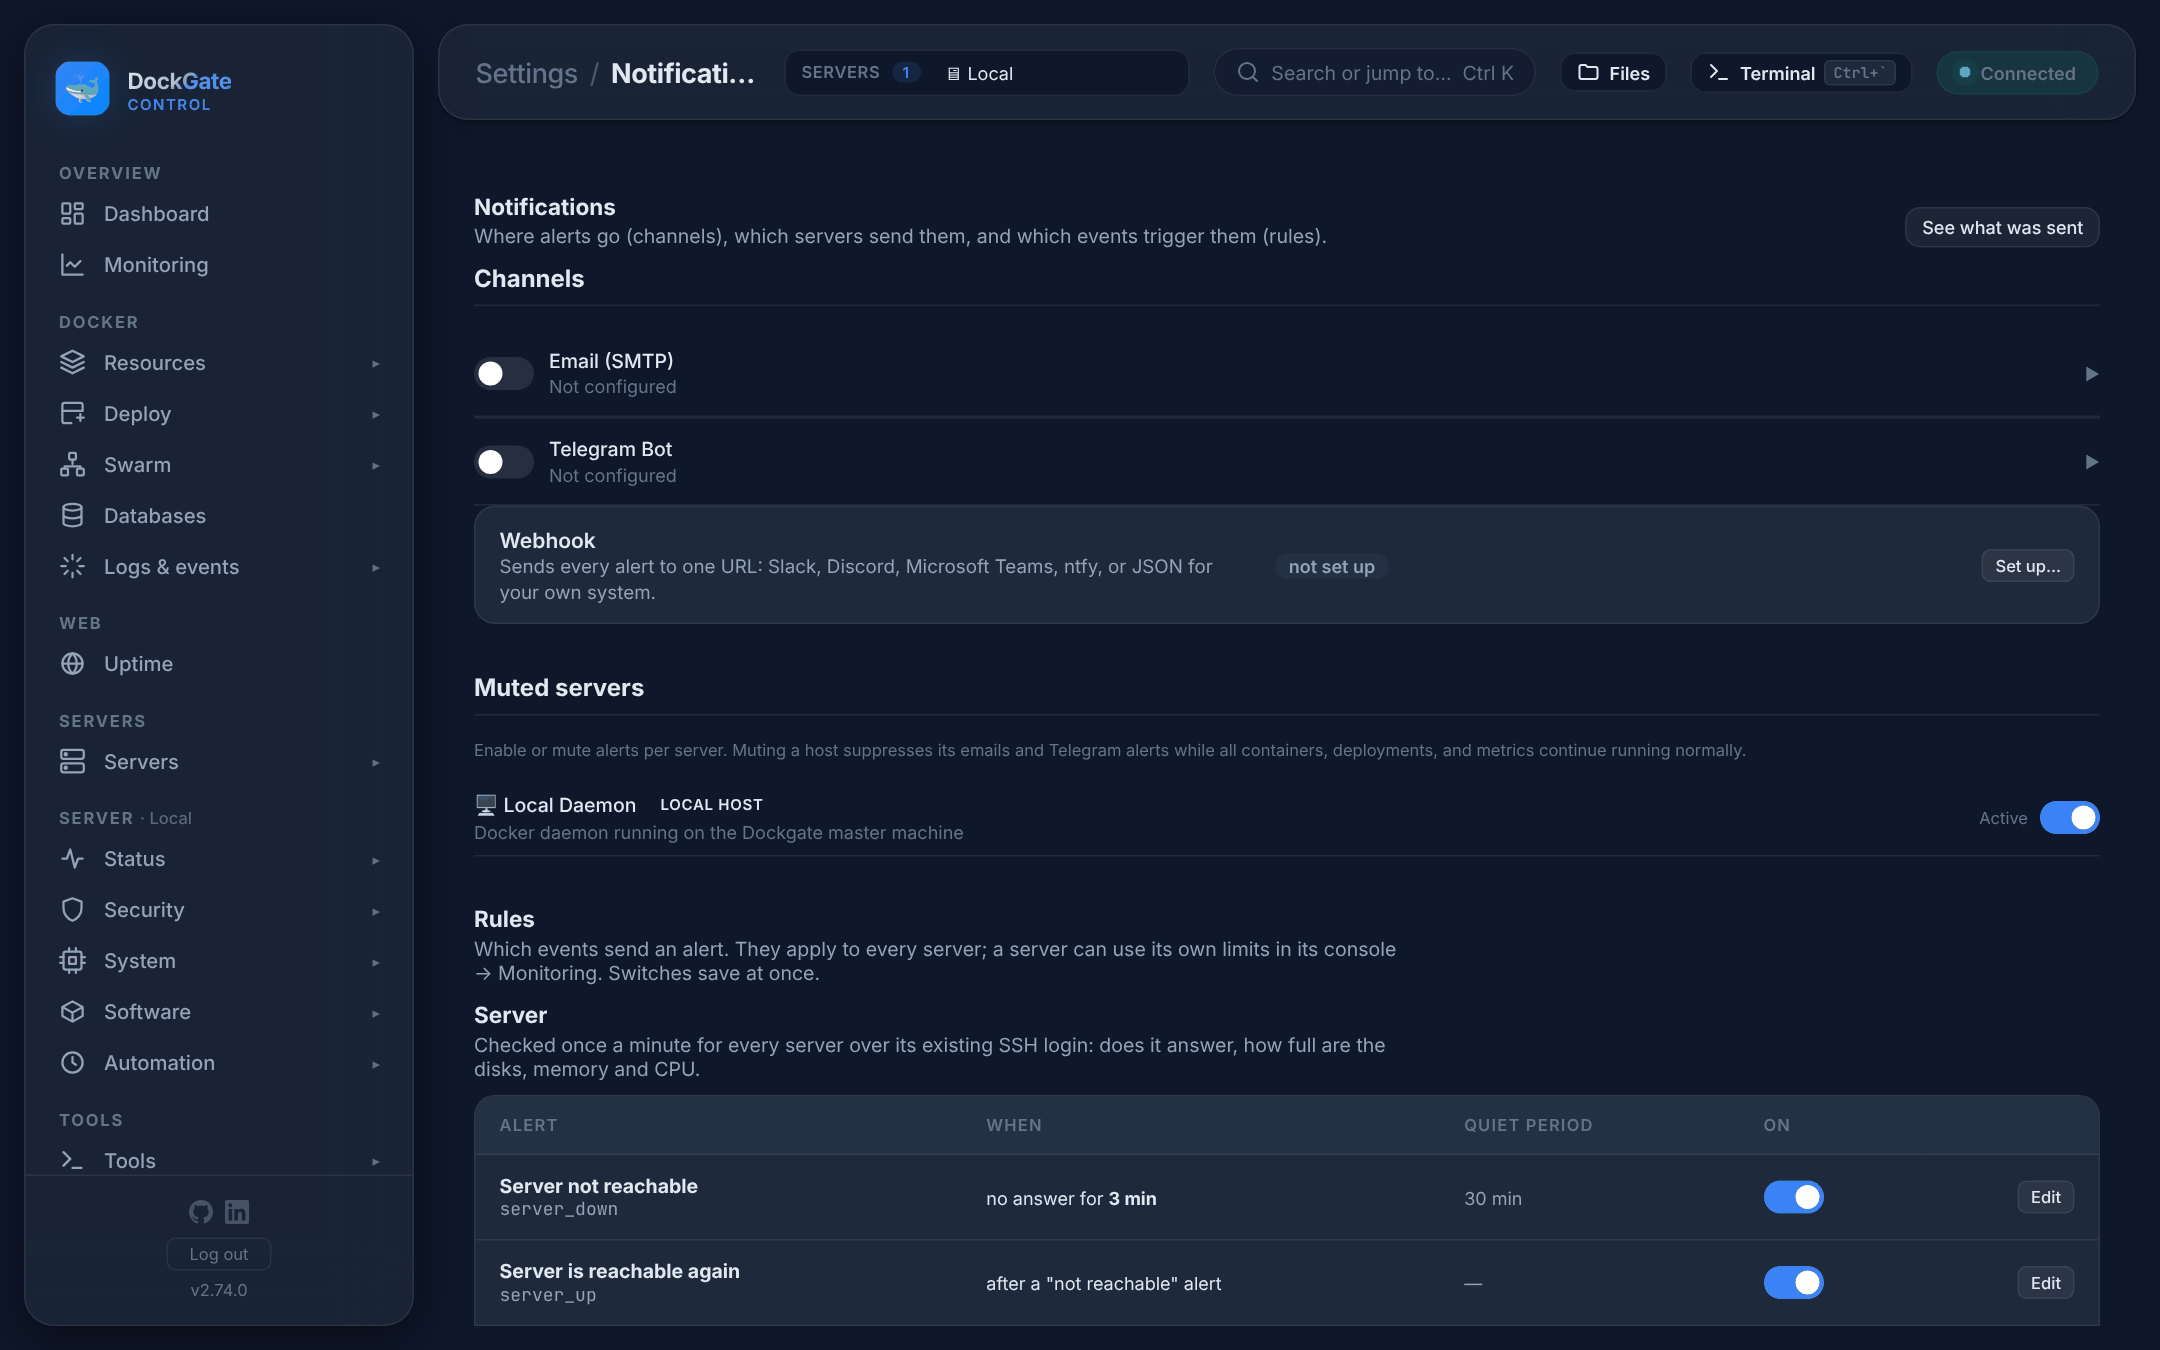 DockGate
CONTROL
OVERVIEW
Dashboard
Monitoring
DOCKER
Resources
Deploy
Swarm
Databases
Logs & events
WEB
Uptime
SERVERS
Servers
SERVER · Local
Status
Security
System
Software
Automation
TOOLS
Tools
Log out
v2.74.0
Settings / Notificati...
SERVERS 1 Local
Search or jump to... Ctrl K
Files
Terminal Ctrl+`
Connected
Notifications
Where alerts go (channels), which servers send them, and which events trigger them (rules).
See what was sent
Channels
Email (SMTP)
Not configured
Telegram Bot
Not configured
Webhook
Sends every alert to one URL: Slack, Discord, Microsoft Teams, ntfy, or JSON for
your own system.
not set up
Set up...
Muted servers
Enable or mute alerts per server. Muting a host suppresses its emails and Telegram alerts while all containers, deployments, and metrics continue running normally.
Local Daemon LOCAL HOST
Docker daemon running on the Dockgate master machine
Active
Rules
Which events send an alert. They apply to every server; a server can use its own limits in its console
→ Monitoring. Switches save at once.
Server
Checked once a minute for every server over its existing SSH login: does it answer, how full are the
disks, memory and CPU.
ALERT WHEN QUIET PERIOD ON
Server not reachable
server_down
no answer for 3 min
30 min
Edit
Server is reachable again
server_up
after a "not reachable" alert
—
Edit